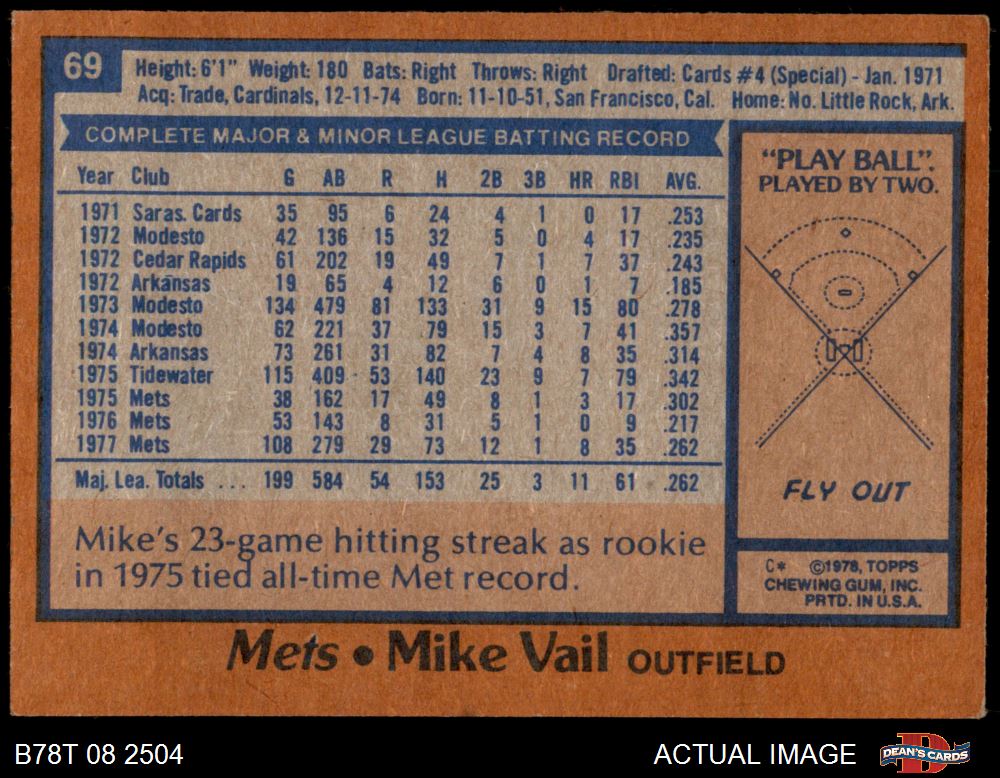 69
Height: 6'1" Weight: 180 Bats: Right Throws: Right Drafted: Cards #4 (Special) - Jan. 1971
Acq: Trade, Cardinals, 12-11-74 Born: 11-10-51, San Francisco, Cal. Home: No. Little Rock, Ark.
COMPLETE MAJOR & MINOR LEAGUE BATTING RECORD
Year Club G AB R H 2B 3B HR RBI AVG.
1971 Saras. Cards 35 95 6 24 4 1 0 17 .253
1972 Modesto 42 136 15 32 5 0 4 17 .235
1972 Cedar Rapids 61 202 19 49 7 1 7 37 .243
1972 Arkansas 19 65 4 12 6 0 1 7 .185
1973 Modesto 134 479 81 133 31 9 15 80 .278
1974 Modesto 62 221 37 79 15 3 7 41 .357
1974 Arkansas 73 261 31 82 7 4 8 35 .314
1975 Tidewater 115 409 53 140 23 9 7 79 .342
1975 Mets 38 162 17 49 8 1 3 17 .302
1976 Mets 53 143 8 31 5 1 0 9 .217
1977 Mets 108 279 29 73 12 1 8 35 .262
Maj. Lea. Totals ... 199 584 54 153 25 3 11 61 .262
Mike's 23-game hitting streak as rookie
in 1975 tied all-time Met record.
"PLAY BALL".
PLAYED BY TWO.
FLY OUT
C* ©1978, TOPPS
CHEWING GUM, INC.
PRTD. IN U.S.A.
Mets • Mike Vail OUTFIELD
B78T 08 2504
ACTUAL IMAGE
D
DEAN'S CARDS